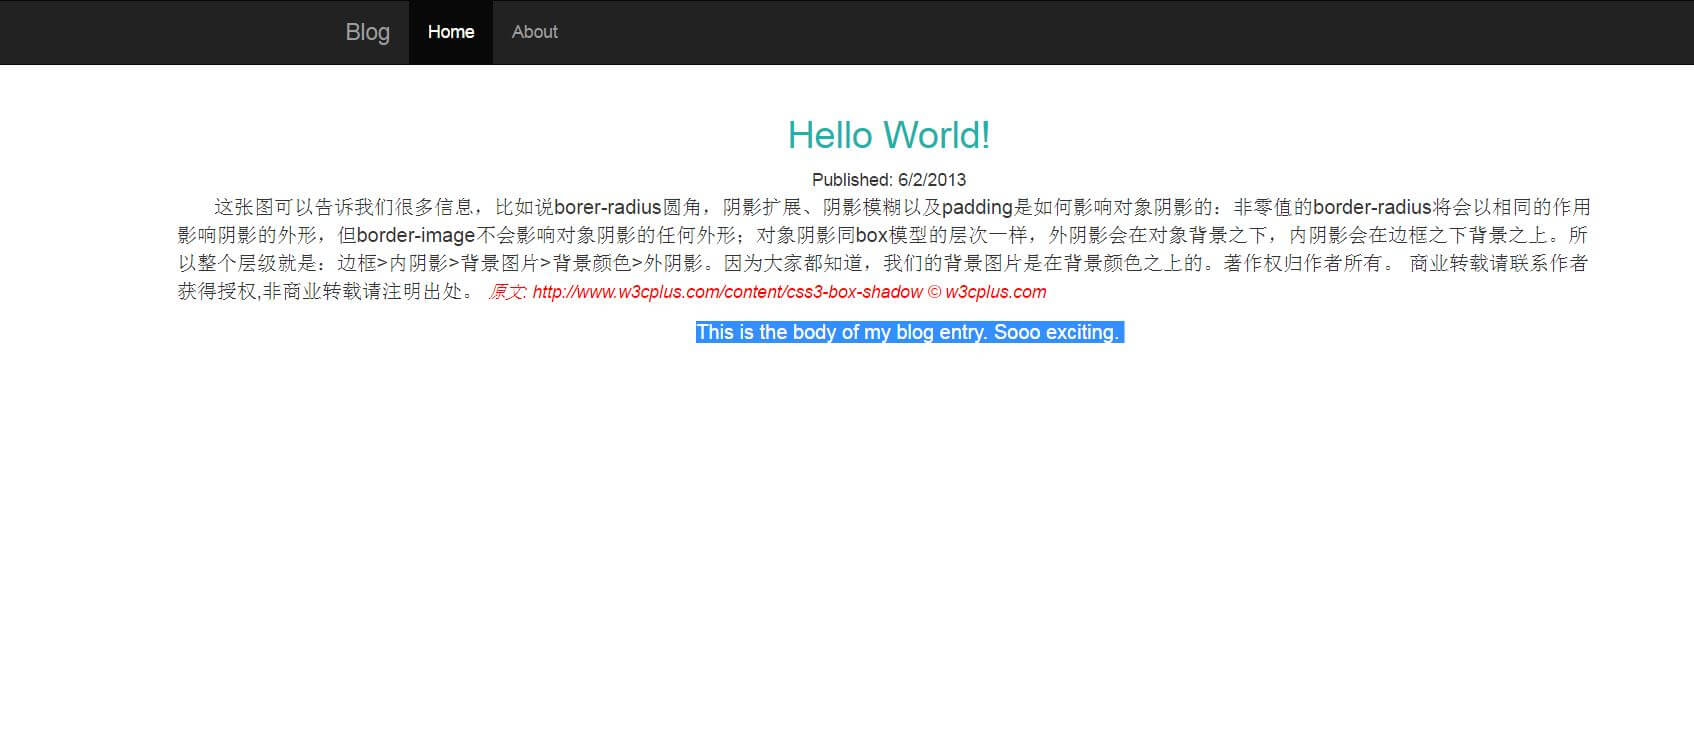 Blog Home About
Hello World!
Published: 6/2/2013
这张图可以告诉我们很多信息，比如说borer-radius圆角，阴影扩展、阴影模糊以及padding是如何影响对象阴影的：非零值的border-radius将会以相同的作用
影响阴影的外形，但border-image不会影响对象阴影的任何外形；对象阴影同box模型的层次一样，外阴影会在对象背景之下，内阴影会在边框之下背景之上。所
以整个层级就是：边框>内阴影>背景图片>背景颜色>外阴影。因为大家都知道，我们的背景图片是在背景颜色之上的。著作权归作者所有。 商业转载请联系作者
获得授权,非商业转载请注明出处。 原文: http://www.w3cplus.com/content/css3-box-shadow © w3cplus.com
This is the body of my blog entry. Sooo exciting.